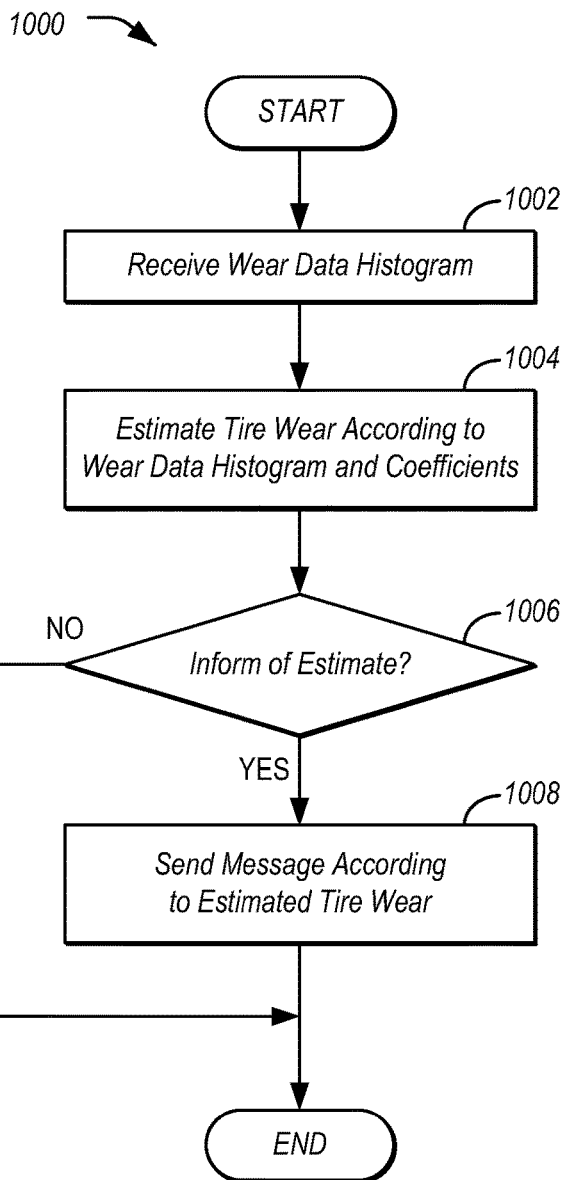 1000
START
1002
Receive Wear Data Histogram
1004
Estimate Tire Wear According to
Wear Data Histogram and Coefficients
1006
NO
Inform of Estimate?
YES
1008
Send Message According
to Estimated Tire Wear
END